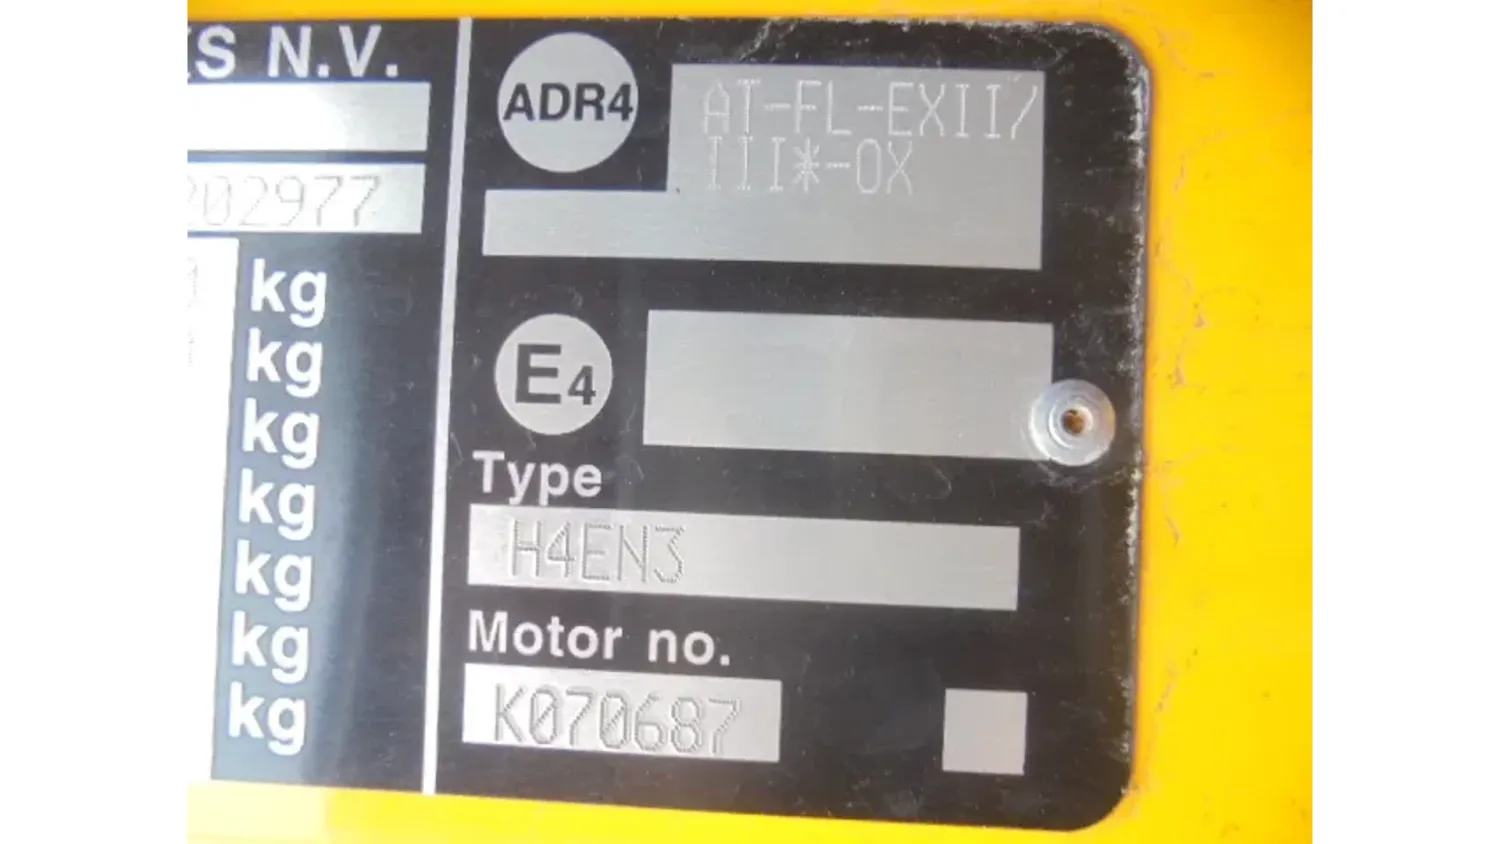 KS N.V.
202977
kg
kg
kg
kg
kg
kg
kg
ADR4
AT-FL-EXII/
III*-OX
E4
Type
H4EN3
Motor no.
K070687